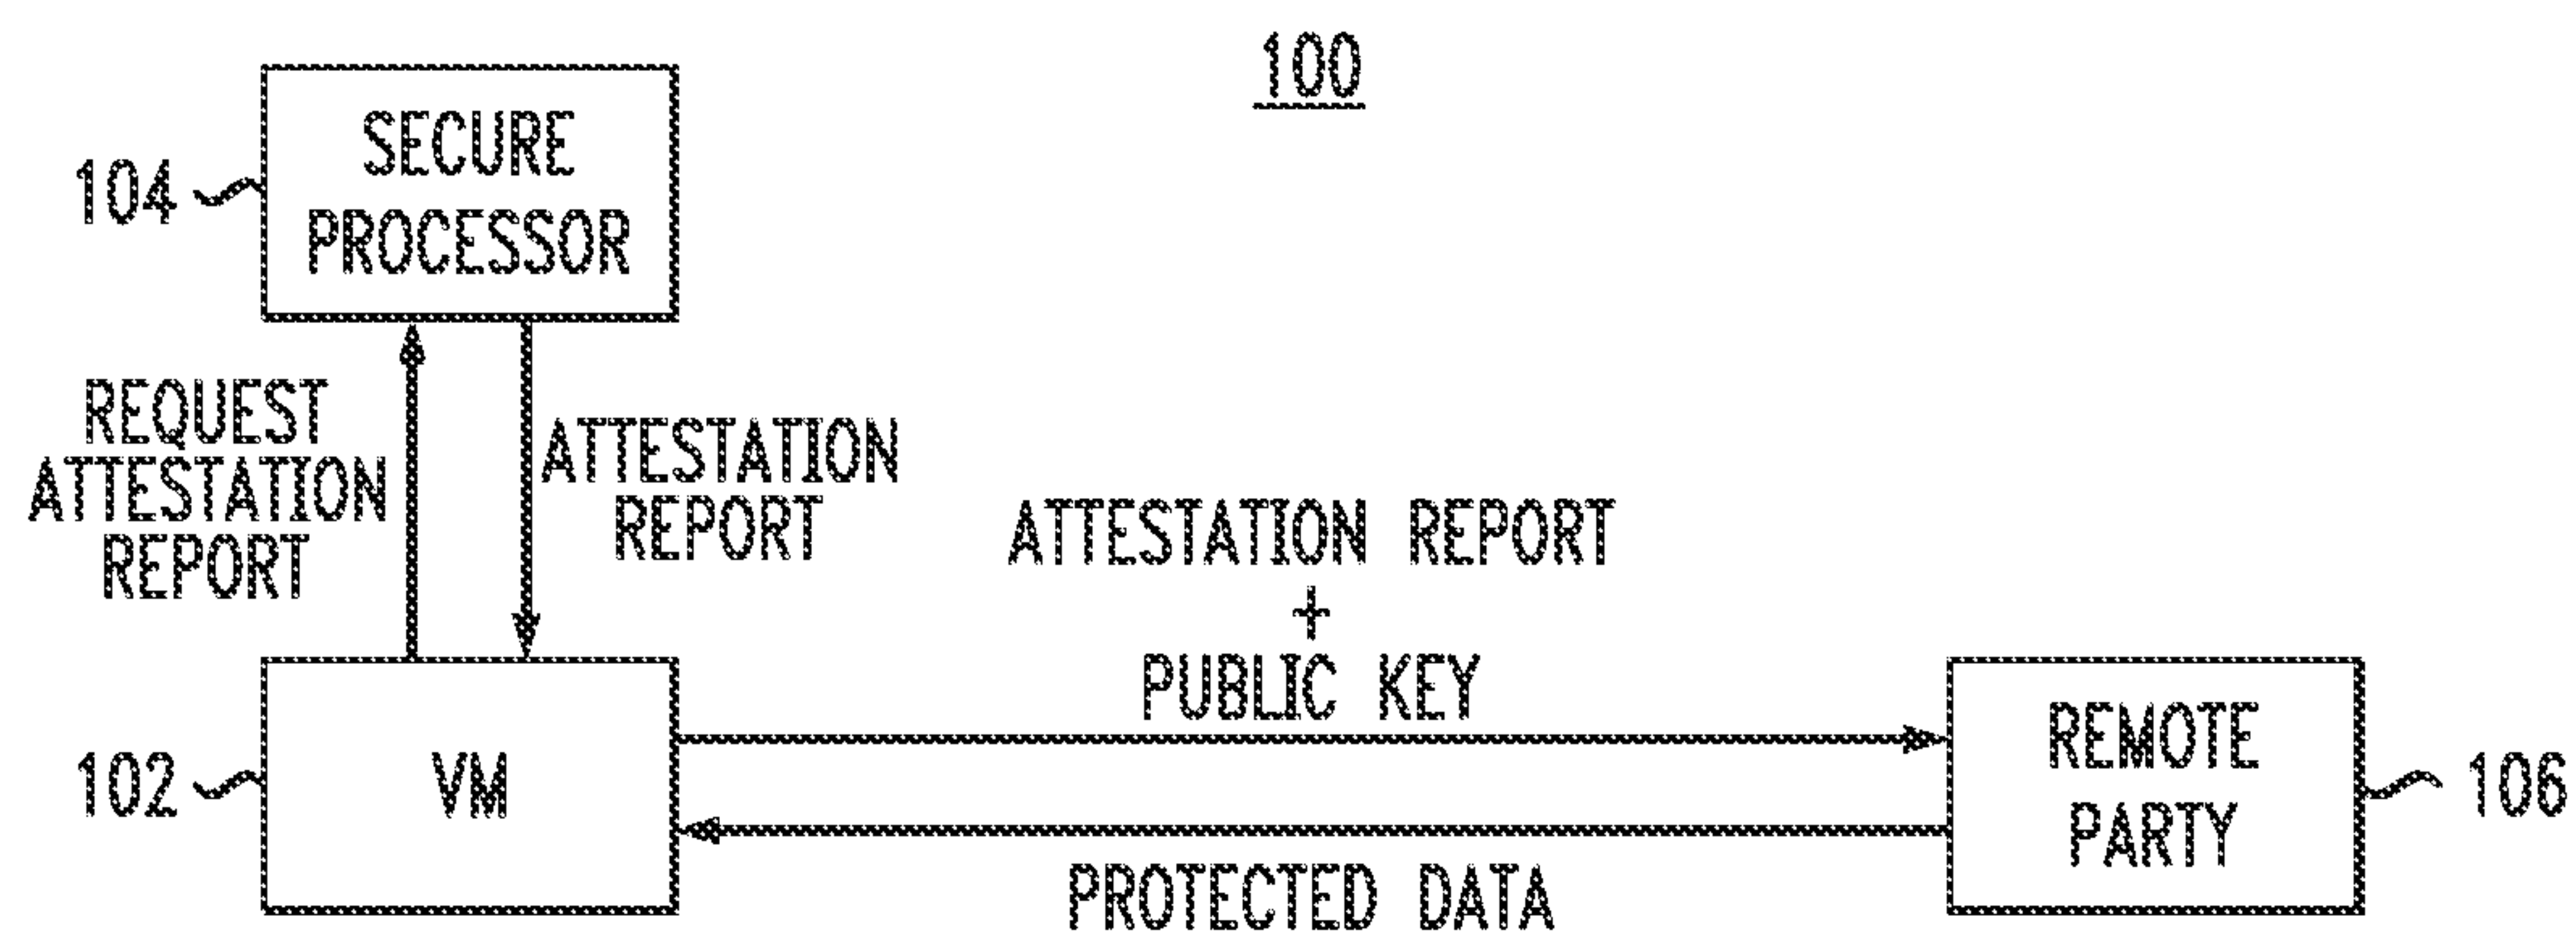 100
SECURE
PROCESSOR
104
REQUEST
ATTESTATION
REPORT
ATTESTATION
REPORT
ATTESTATION REPORT
+
PUBLIC KEY
102
VM
REMOTE
PARTY
106
PROTECTED DATA